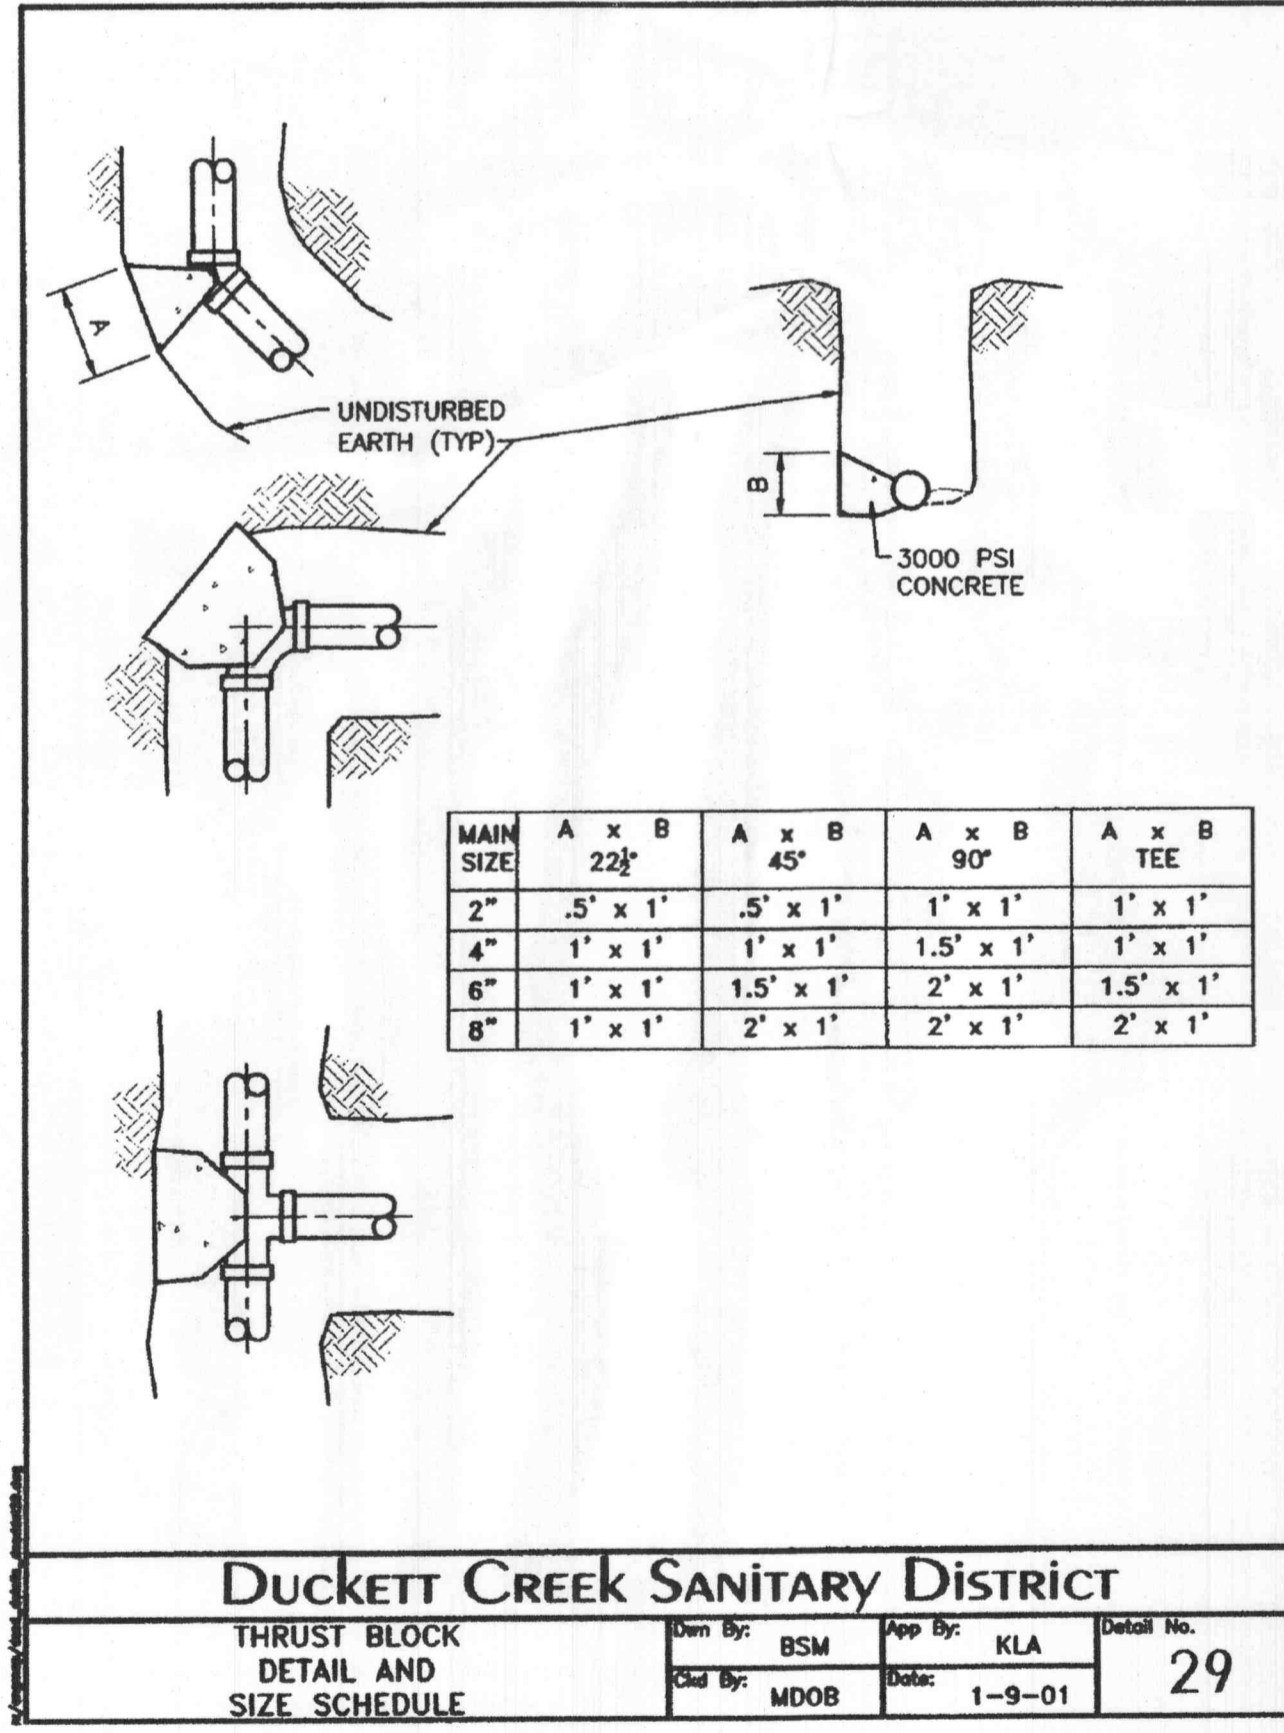 A
UNDISTURBED
EARTH (TYP)
B
3000 PSI
CONCRETE
MAIN SIZE A x B 22½° A x B 45° A x B 90° A x B TEE
2" .5' x 1' .5' x 1' 1' x 1' 1' x 1'
4" 1' x 1' 1' x 1' 1.5' x 1' 1' x 1'
6" 1' x 1' 1.5' x 1' 2' x 1' 1.5' x 1'
8" 1' x 1' 2' x 1' 2' x 1' 2' x 1'
DUCKETT CREEK SANITARY DISTRICT
THRUST BLOCK
DETAIL AND
SIZE SCHEDULE
Dwn By: BSM
App By: KLA
Ckd By: MDOB
Date: 1-9-01
Detail No.
29